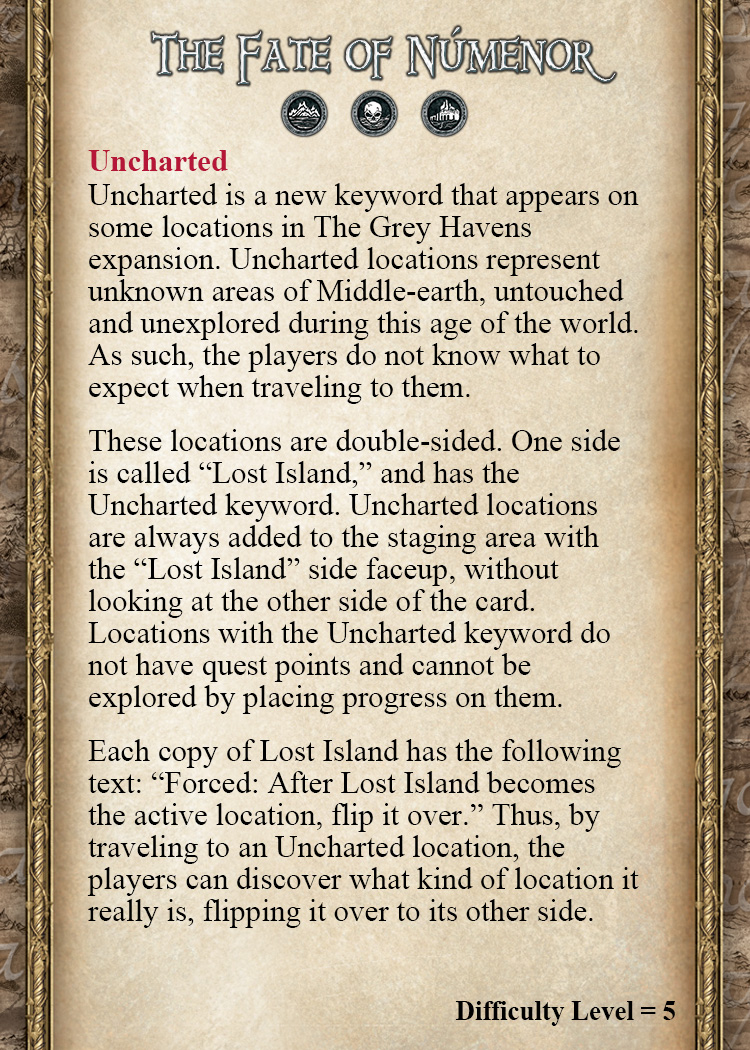 The Fate of Númenor
Uncharted
Uncharted is a new keyword that appears on
some locations in The Grey Havens
expansion. Uncharted locations represent
unknown areas of Middle-earth, untouched
and unexplored during this age of the world.
As such, the players do not know what to
expect when traveling to them.
These locations are double-sided. One side
is called “Lost Island,” and has the
Uncharted keyword. Uncharted locations
are always added to the staging area with
the “Lost Island” side faceup, without
looking at the other side of the card.
Locations with the Uncharted keyword do
not have quest points and cannot be
explored by placing progress on them.
Each copy of Lost Island has the following
text: “Forced: After Lost Island becomes
the active location, flip it over.” Thus, by
traveling to an Uncharted location, the
players can discover what kind of location it
really is, flipping it over to its other side.
Difficulty Level = 5